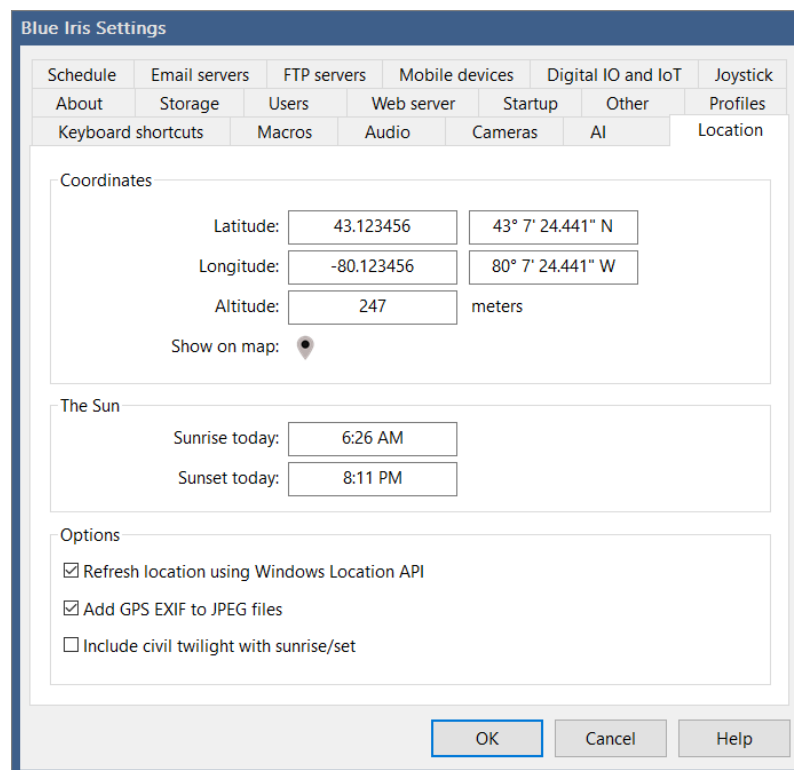 Blue Iris Settings
Schedule Email servers FTP servers Mobile devices Digital IO and IoT Joystick
About Storage Users Web server Startup Other Profiles
Keyboard shortcuts Macros Audio Cameras AI Location
Coordinates
Latitude: 43.123456 43° 7' 24.441" N
Longitude: -80.123456 80° 7' 24.441" W
Altitude: 247 meters
Show on map:
The Sun
Sunrise today: 6:26 AM
Sunset today: 8:11 PM
Options
Refresh location using Windows Location API
Add GPS EXIF to JPEG files
Include civil twilight with sunrise/set
OK Cancel Help